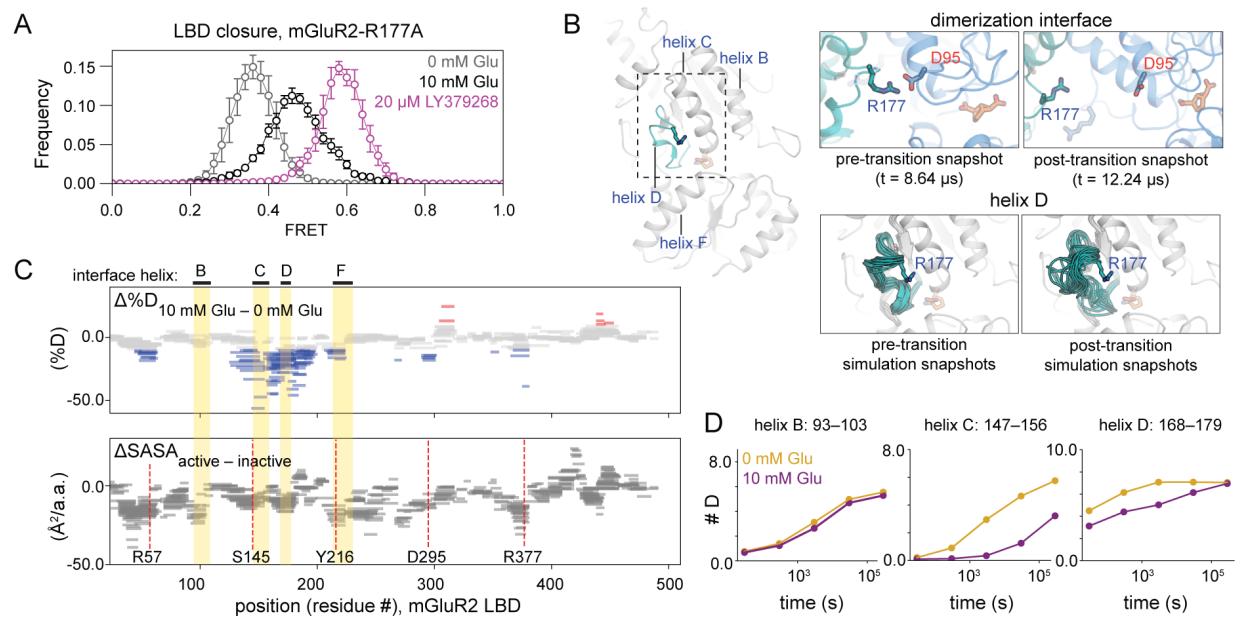 A
LBD closure, mGluR2-R177A
0 mM Glu
10 mM Glu
20 µM LY379268
Frequency
0.15
0.10
0.05
0.00
0.0 0.2 0.4 0.6 0.8 1.0
FRET
B
helix C
helix B
helix D
helix F
dimerization interface
D95
R177
D95
R177
pre-transition snapshot
(t = 8.64 µs)
post-transition snapshot
(t = 12.24 µs)
helix D
R177
R177
pre-transition
simulation snapshots
post-transition
simulation snapshots
C
interface helix: B C D F
Δ%D 10 mM Glu – 0 mM Glu
(%D)
0.0
-50.0
ΔSASA active – inactive
(Å²/a.a.)
0.0
-50.0
R57 S145 Y216 D295 R377
100 200 300 400 500
position (residue #), mGluR2 LBD
D
helix B: 93–103
helix C: 147–156
helix D: 168–179
0 mM Glu
10 mM Glu
# D
8.0
0.0
8.0
0.0
10.0
0.0
10³ 10⁵
10³ 10⁵
10³ 10⁵
time (s)
time (s)
time (s)